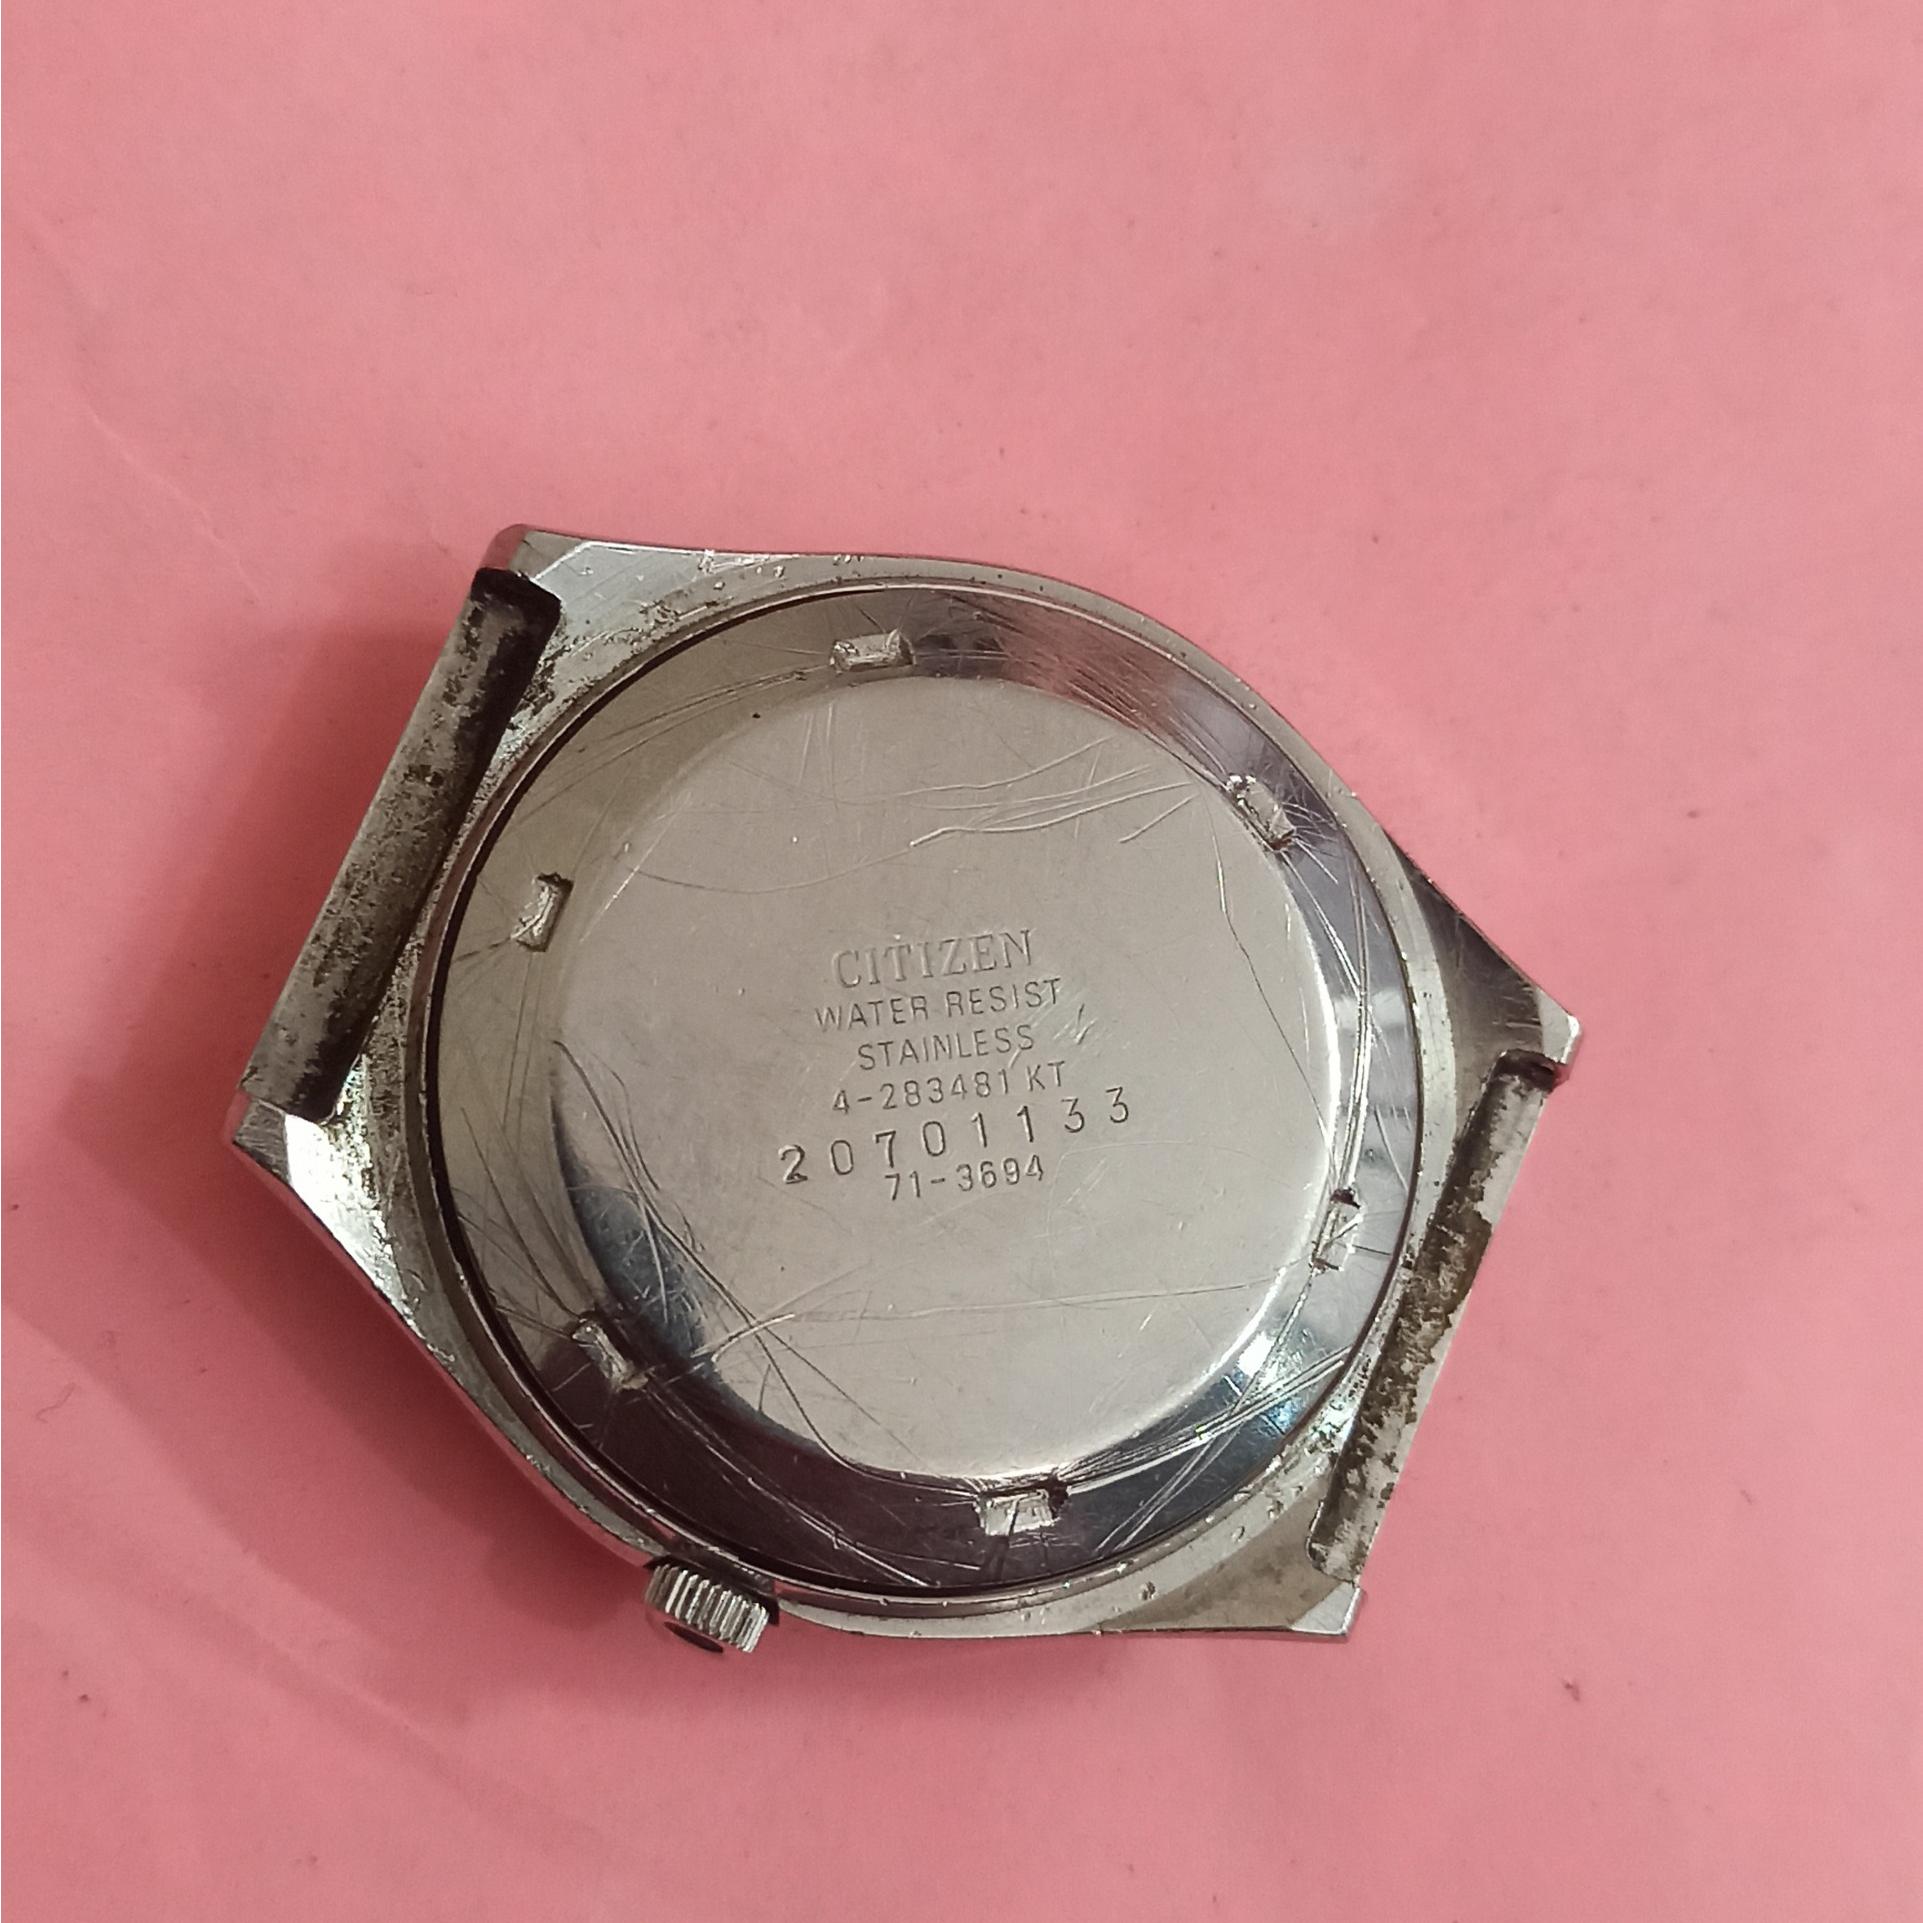 CITIZEN
WATER RESIST
STAINLESS
4-283481 KT
20701133
71-3694